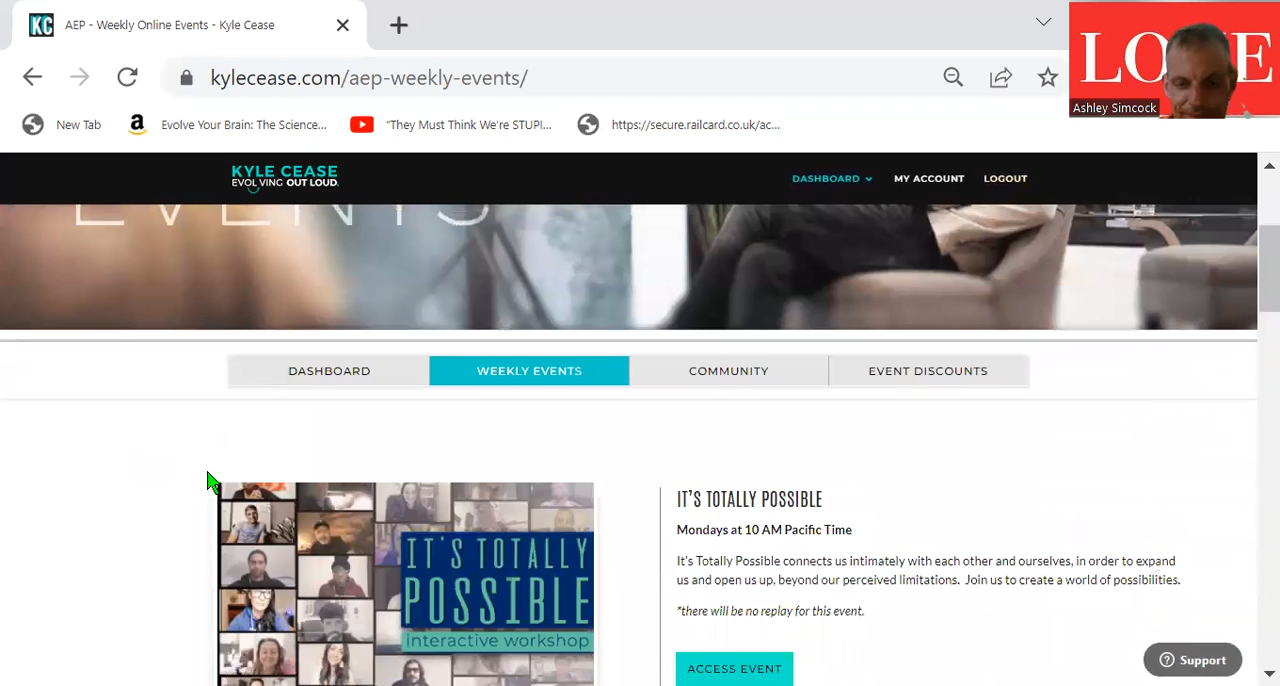 AEP - Weekly Online Events - Kyle Cease
kylecease.com/aep-weekly-events/
New Tab
Evolve Your Brain: The Science...
"They Must Think We're STUPI...
https://secure.railcard.co.uk/ac...
Ashley Simcock
KYLE CEASE
EVOLVING OUT LOUD.
DASHBOARD
MY ACCOUNT
LOGOUT
EVENTS
DASHBOARD
WEEKLY EVENTS
COMMUNITY
EVENT DISCOUNTS
IT'S TOTALLY
POSSIBLE
interactive workshop
IT'S TOTALLY POSSIBLE
Mondays at 10 AM Pacific Time
It's Totally Possible connects us intimately with each other and ourselves, in order to expand
us and open us up, beyond our perceived limitations. Join us to create a world of possibilities.
*there will be no replay for this event.
ACCESS EVENT
Support